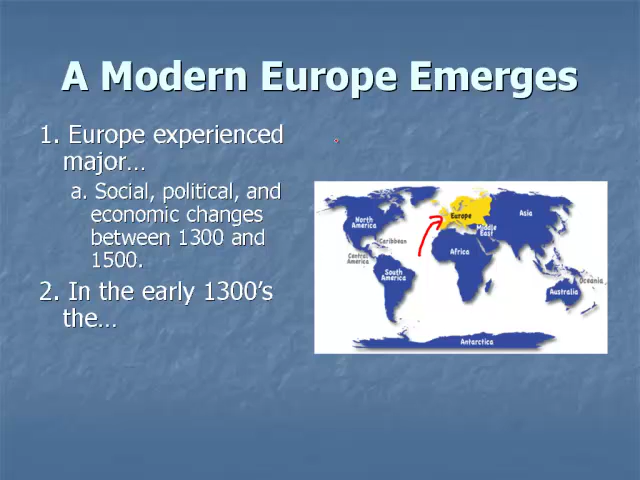 A Modern Europe Emerges
1. Europe experienced
major...
a. Social, political, and
economic changes
between 1300 and
1500.
2. In the early 1300's
the...
North
America
Europe
Asia
Middle
East
Caribbean
Central
America
Africa
South
America
Oceania
Australia
Antarctica